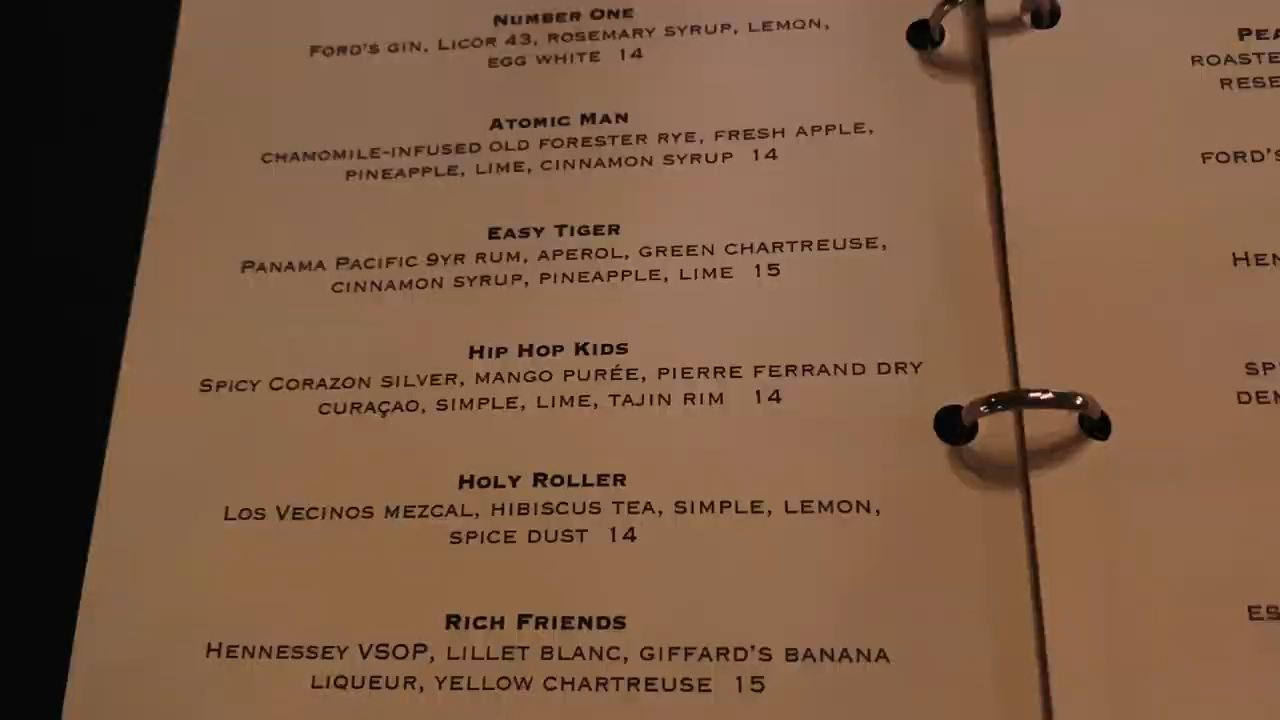 Number One
Ford's Gin, Licor 43, rosemary syrup, lemon,
egg white 14
Atomic Man
chamomile-infused Old Forester Rye, fresh apple,
pineapple, lime, cinnamon syrup 14
Easy Tiger
Panama Pacific 9yr rum, Aperol, green chartreuse,
cinnamon syrup, pineapple, lime 15
Hip Hop Kids
Spicy Corazon silver, mango purée, Pierre Ferrand dry
curaçao, simple, lime, tajin rim 14
Holy Roller
Los Vecinos mezcal, hibiscus tea, simple, lemon,
spice dust 14
Rich Friends
Hennessey VSOP, Lillet Blanc, Giffard's banana
liqueur, yellow chartreuse 15